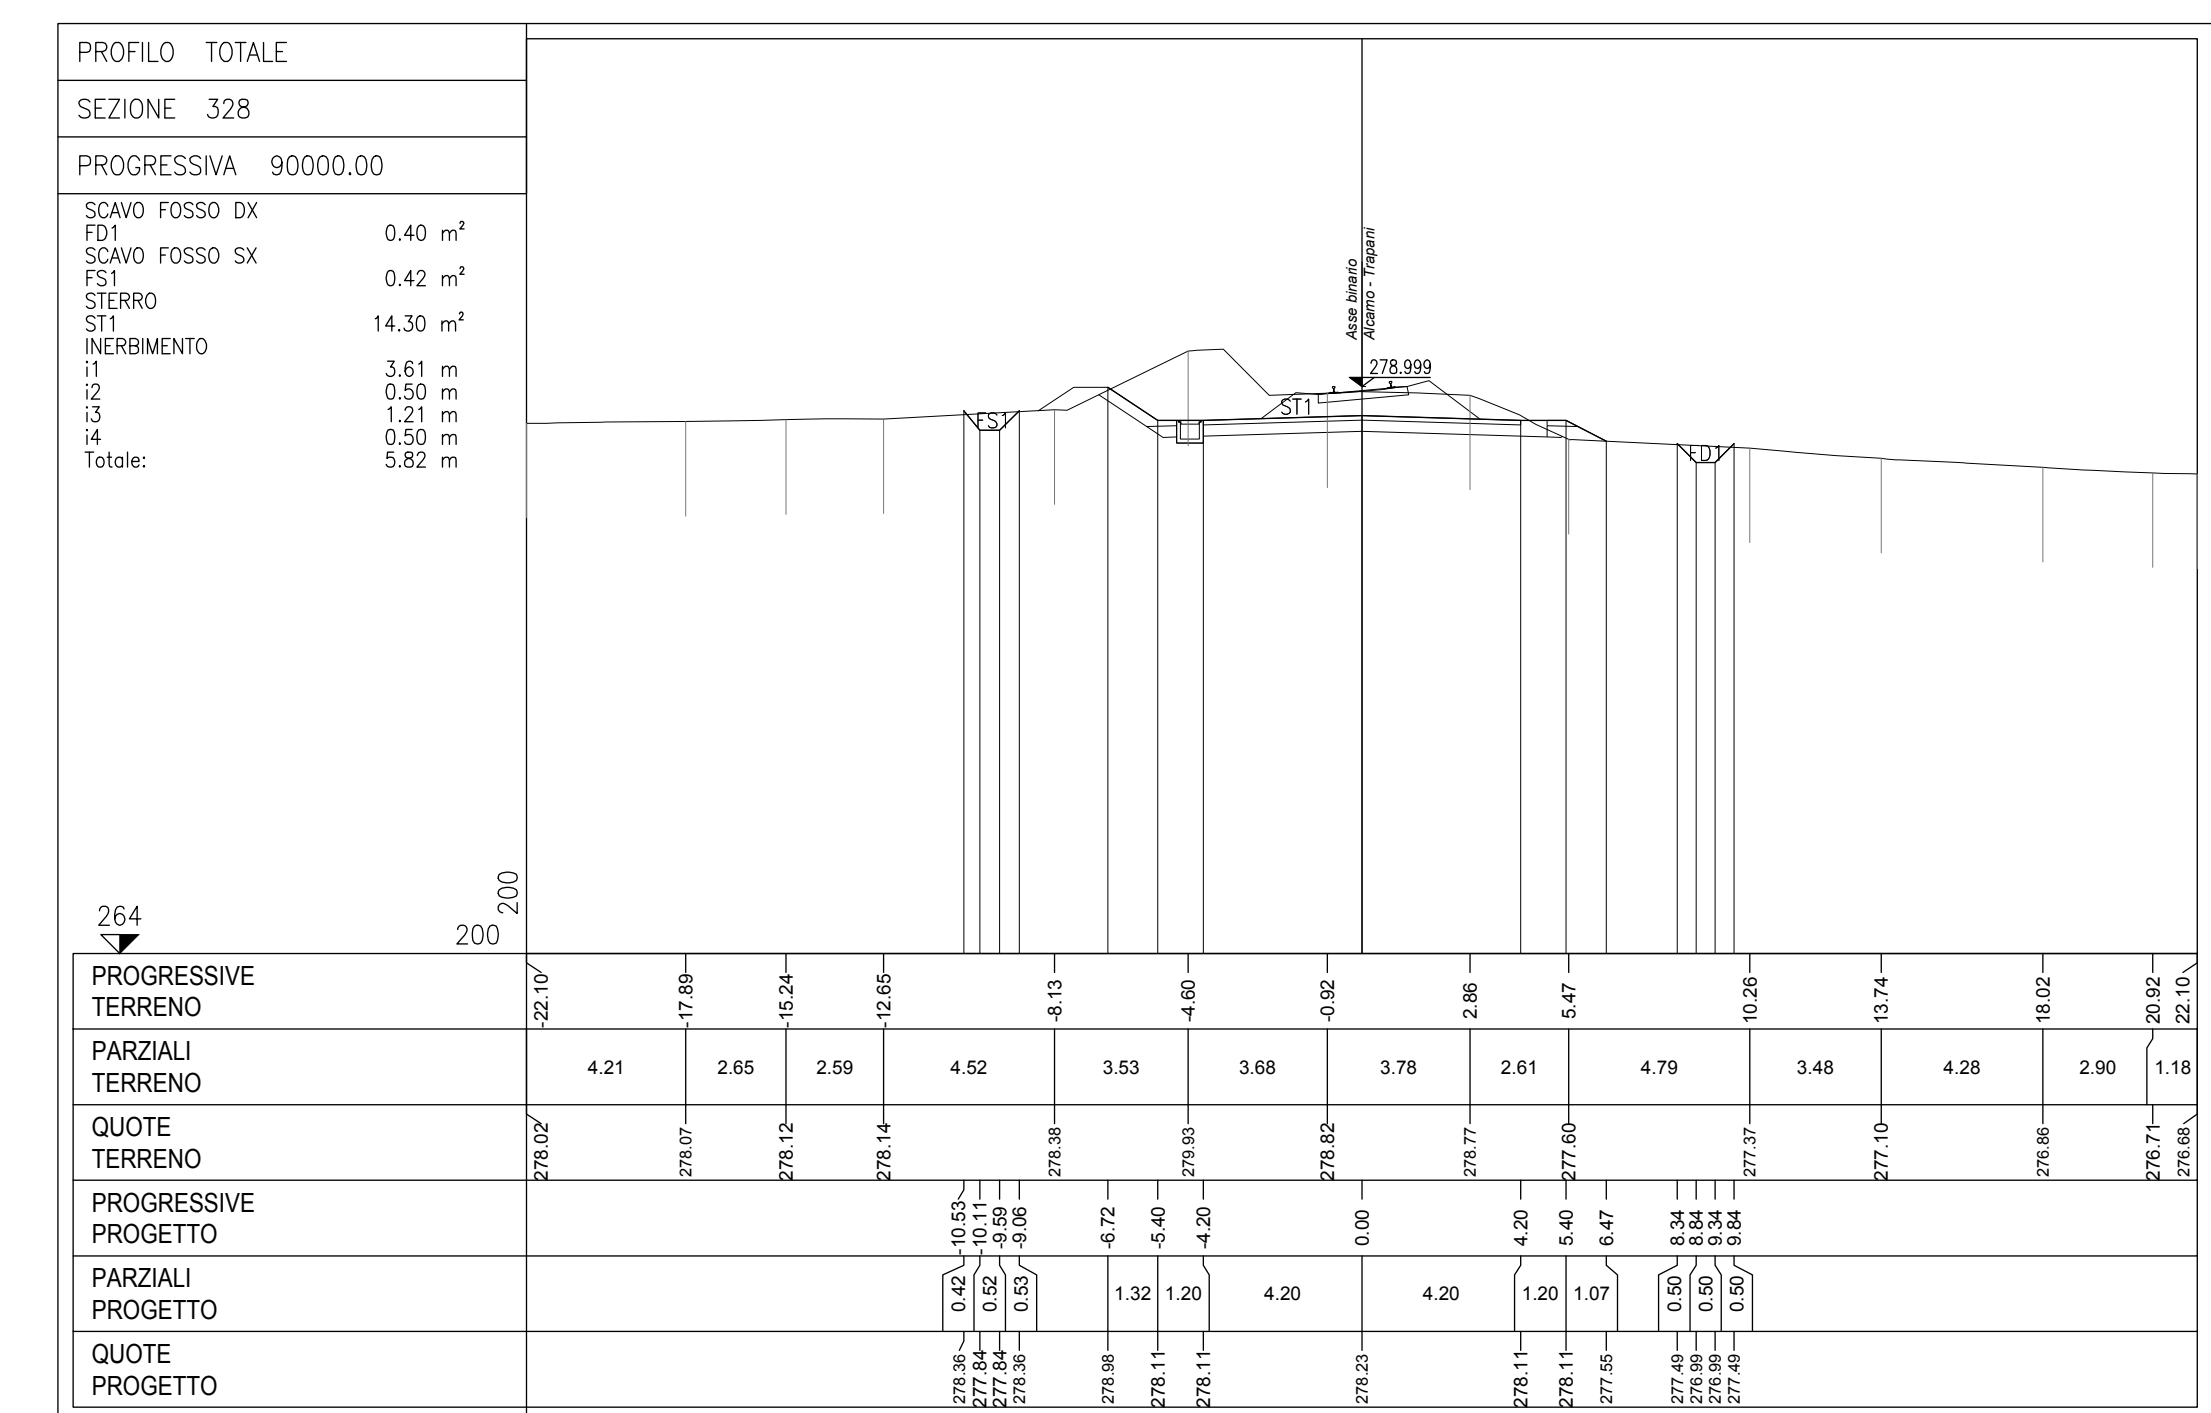 PROFILO TOTALE
SEZIONE 328
PROGRESSIVA 90000.00
SCAVO FOSSO DX
FD1 0.40 m²
SCAVO FOSSO SX
FS1 0.42 m²
STERRO
ST1 14.30 m²
INERBIMENTO
i1 3.61 m
i2 0.50 m
i3 1.21 m
i4 0.50 m
Totale: 5.82 m
Asse binario
Alcamo - Trapani
278.999
FS1
ST1
FD1
264
200
200
PROGRESSIVE
TERRENO
-22.10 -17.89 -15.24 -12.65 -8.13 -4.60 -0.92 2.86 5.47 10.26 13.74 18.02 20.92 22.10
PARZIALI
TERRENO
4.21 2.65 2.59 4.52 3.53 3.68 3.78 2.61 4.79 3.48 4.28 2.90 1.18
QUOTE
TERRENO
278.02 278.07 278.12 278.14 278.38 279.93 278.82 278.77 277.60 277.37 277.10 276.86 276.71 276.68
PROGRESSIVE
PROGETTO
-10.53 -10.11 -9.59 -9.06 -6.72 -5.40 -4.20 0.00 4.20 5.40 6.47 8.34 8.84 9.34 9.84
PARZIALI
PROGETTO
0.42 0.52 0.53 1.32 1.20 4.20 4.20 1.20 1.07 0.50 0.50 0.50
QUOTE
PROGETTO
278.36 277.84 277.84 278.36 278.98 278.11 278.11 278.23 278.11 278.11 277.55 277.49 276.99 276.99 277.49